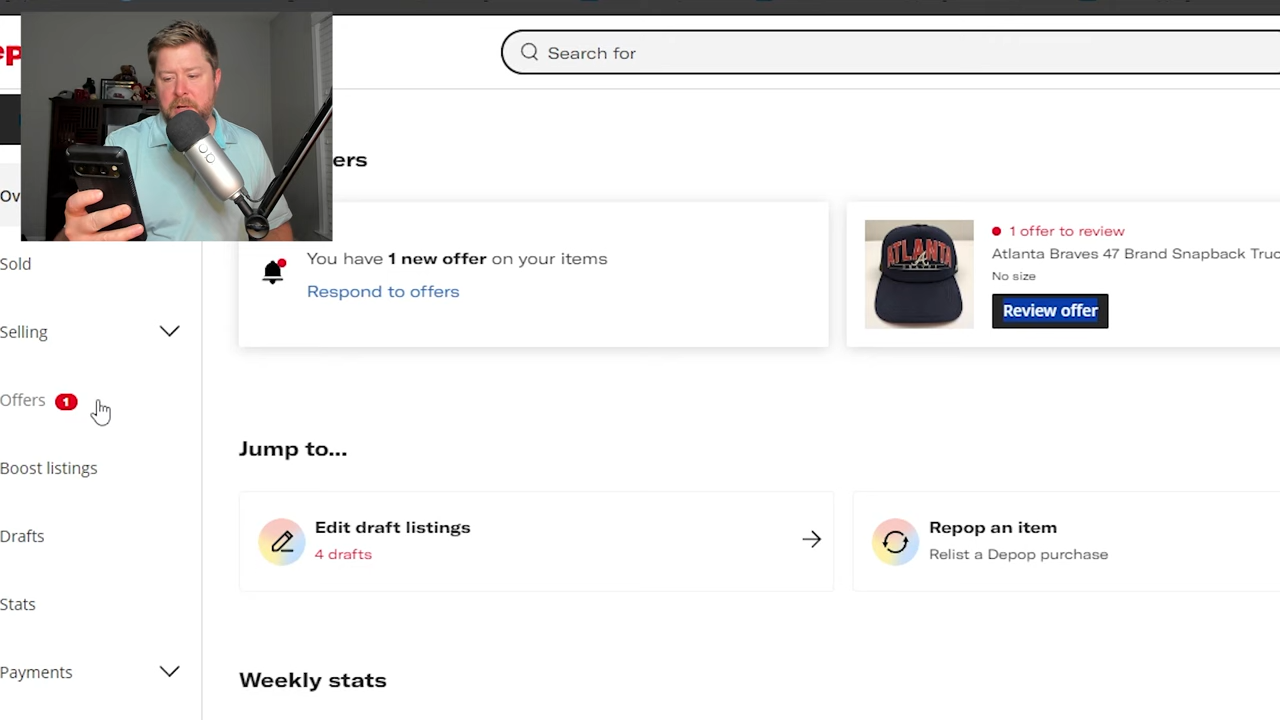 ep
Search for
ers
Ov
You have 1 new offer on your items
Respond to offers
ATLANTA
1 offer to review
Atlanta Braves 47 Brand Snapback Truc
No size
Review offer
Sold
Selling
Offers 1
Boost listings
Drafts
Stats
Payments
Jump to...
Edit draft listings
4 drafts
Repop an item
Relist a Depop purchase
Weekly stats